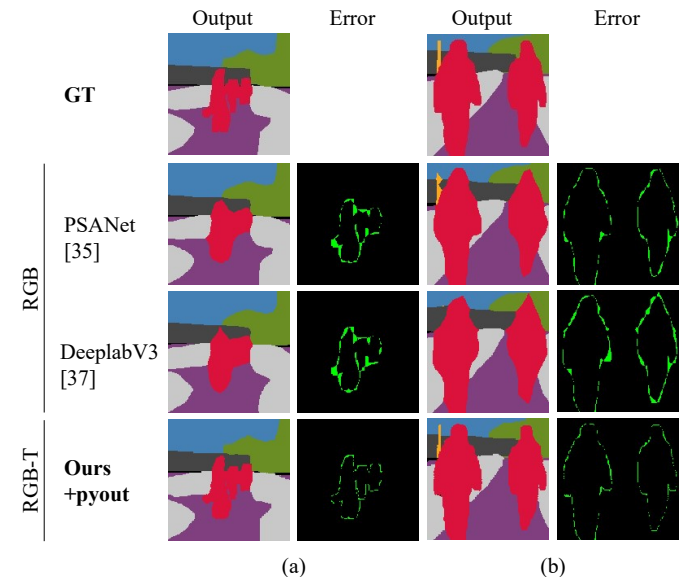 Output Error Output Error
GT
RGB
PSANet
[35]
DeeplabV3
[37]
RGB-T
Ours
+pyout
(a) (b)